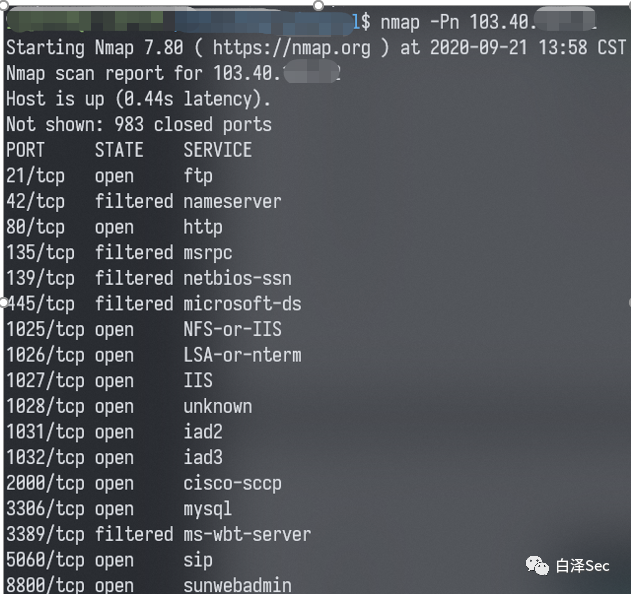 l$ nmap -Pn 103.40.
Starting Nmap 7.80 ( https://nmap.org ) at 2020-09-21 13:58 CST
Nmap scan report for 103.40.
Host is up (0.44s latency).
Not shown: 983 closed ports
PORT STATE SERVICE
21/tcp open ftp
42/tcp filtered nameserver
80/tcp open http
135/tcp filtered msrpc
139/tcp filtered netbios-ssn
445/tcp filtered microsoft-ds
1025/tcp open NFS-or-IIS
1026/tcp open LSA-or-nterm
1027/tcp open IIS
1028/tcp open unknown
1031/tcp open iad2
1032/tcp open iad3
2000/tcp open cisco-sccp
3306/tcp open mysql
3389/tcp filtered ms-wbt-server
5060/tcp open sip
8800/tcp open sunwebadmin
白泽Sec